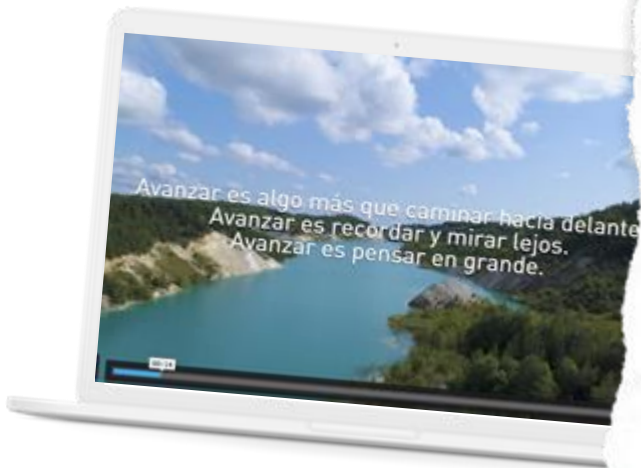 Avanzar es algo más que caminar hacia delante
Avanzar es recordar y mirar lejos.
Avanzar es pensar en grande.